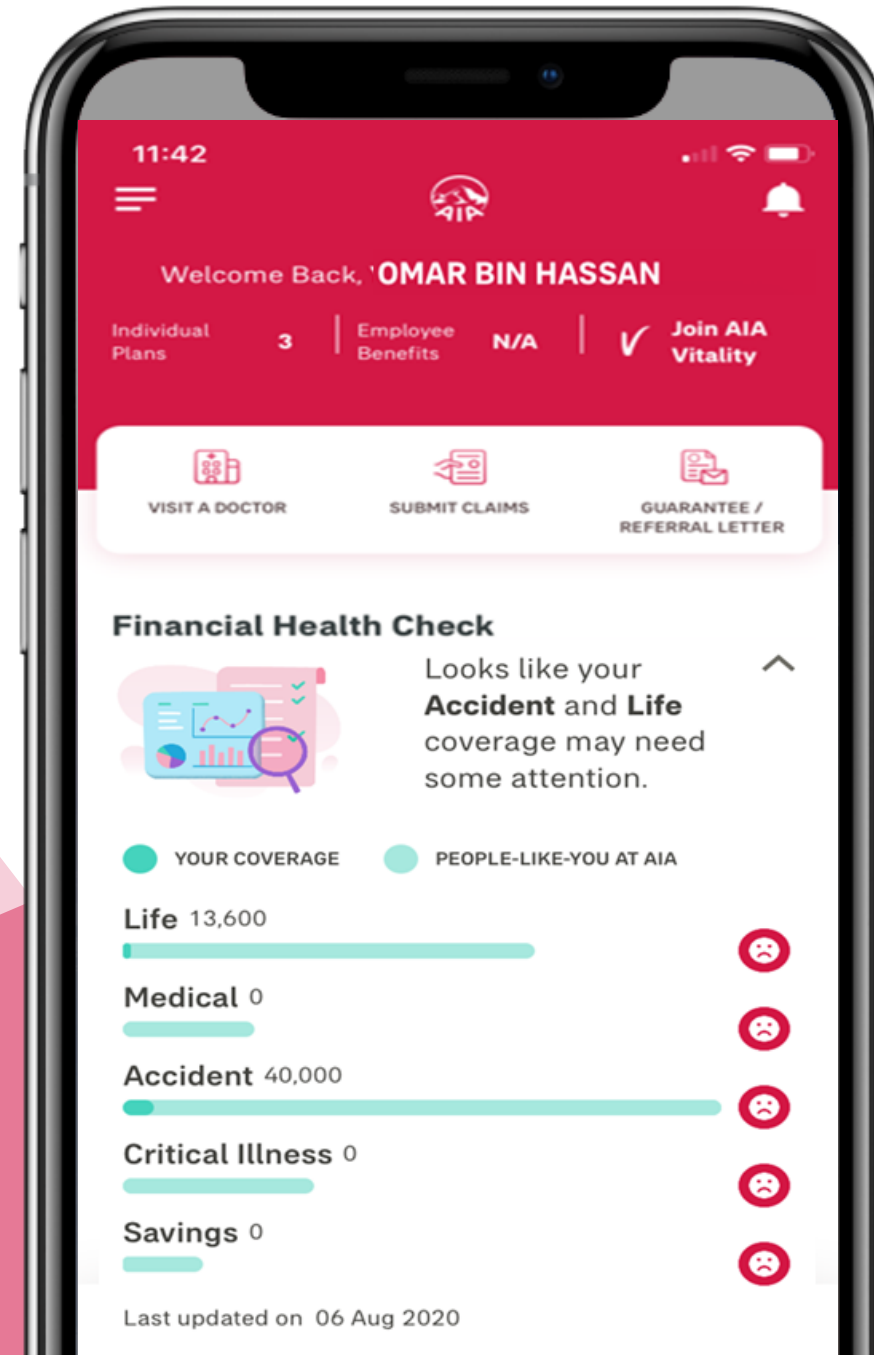 11:42
AIA
Welcome Back, 'OMAR BIN HASSAN
Individual Plans 3
Employee Benefits N/A
Join AIA Vitality
VISIT A DOCTOR
SUBMIT CLAIMS
GUARANTEE /
REFERRAL LETTER
Financial Health Check
Looks like your
Accident and Life
coverage may need
some attention.
YOUR COVERAGE
PEOPLE-LIKE-YOU AT AIA
Life 13,600
Medical 0
Accident 40,000
Critical Illness 0
Savings 0
Last updated on 06 Aug 2020